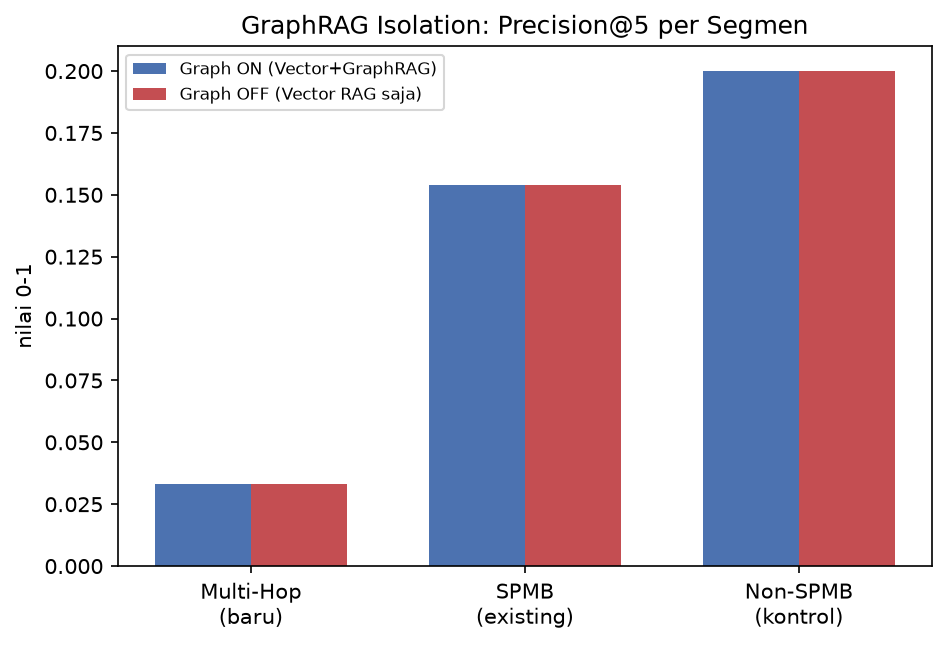 GraphRAG Isolation: Precision@5 per Segmen
Graph ON (Vector+GraphRAG)
Graph OFF (Vector RAG saja)
nilai 0-1
0.200
0.175
0.150
0.125
0.100
0.075
0.050
0.025
0.000
Multi-Hop
(baru)
SPMB
(existing)
Non-SPMB
(kontrol)